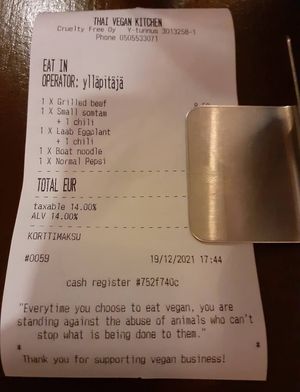 THAI VEGAN KITCHEN
Cruelty Free Oy Y-tunnus 3013258-1
Phone 0505533071
EAT IN
OPERATOR: ylläpitäjä
1 X Grilled beef
1 X Small somtam
+ 1 chili
1 X Laab Eggplant
+ 1 chili
1 X Boat noodle
1 X Normal Pepsi
TOTAL EUR
taxable 14.00%
ALV 14.00%
KORTTIMAKSU
#0059 19/12/2021 17:44
cash register #752f740c
"Everytime you choose to eat vegan, you are
standing against the abuse of animals who can't
stop what is being done to them."
* *
Thank you for supporting vegan business!